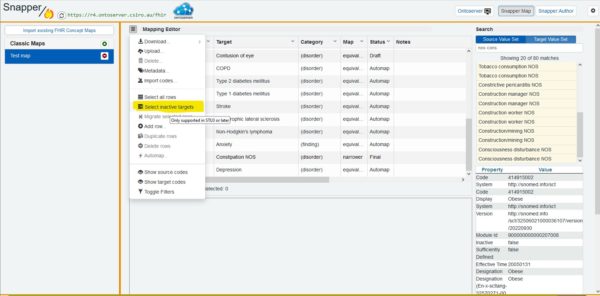 Snapper
https://r4.ontoserver.csiro.au/fhir
ONTOSERVER
Ontoserver
Snapper Map
Snapper Author
Import existing FHIR Concept Maps
Classic Maps
Test map
Mapping Editor
Download...
Upload...
Delete...
Metadata...
Import codes...
Select all rows
Select inactive targets
Only supported in STU3 or later
Add row...
Duplicate rows
Delete rows
Automap...
Show source codes
Show target codes
Toggle Filters
Target Category Map Status Notes
Contusion of eye (disorder) equival... Draft
COPD (disorder) equival... Automap
Type 2 diabetes mellitus (disorder) equival... Automap
Type 1 diabetes mellitus (disorder) equival... Automap
Stroke (disorder) equival... Automap
trophic lateral sclerosis (disorder) equival... Automap
Non-Hodgkin's lymphoma (disorder) equival... Automap
Anxiety (finding) equival... Automap
Constipation NOS (disorder) narrower Final
Depression (disorder) equival... Automap
selected: 0
Search
Source Value Set Target Value Set
nos cons
Showing 20 of 80 matches
Tobacco consumption NOS
Tobacco consumption NOS
Constrictive pericarditis NOS
Construction manager NOS
Construction manager NOS
Construction worker NOS
Construction worker NOS
Construction/mining NOS
Construction/mining NOS
Consciousness disturbance NOS
Consciousness disturbance NOS
Property Value
Code 414915002
Code 414915002
System http://snomed.info/sct
Display Obese
System http://snomed.info
Version /sct/32506021000036107/version
/20220930
Module Id 900000000000207008
Inactive false
Sufficiently false
Defined
Effective Time 20050131
Designation Obese
Designation Obese
(En-x-sctlang-